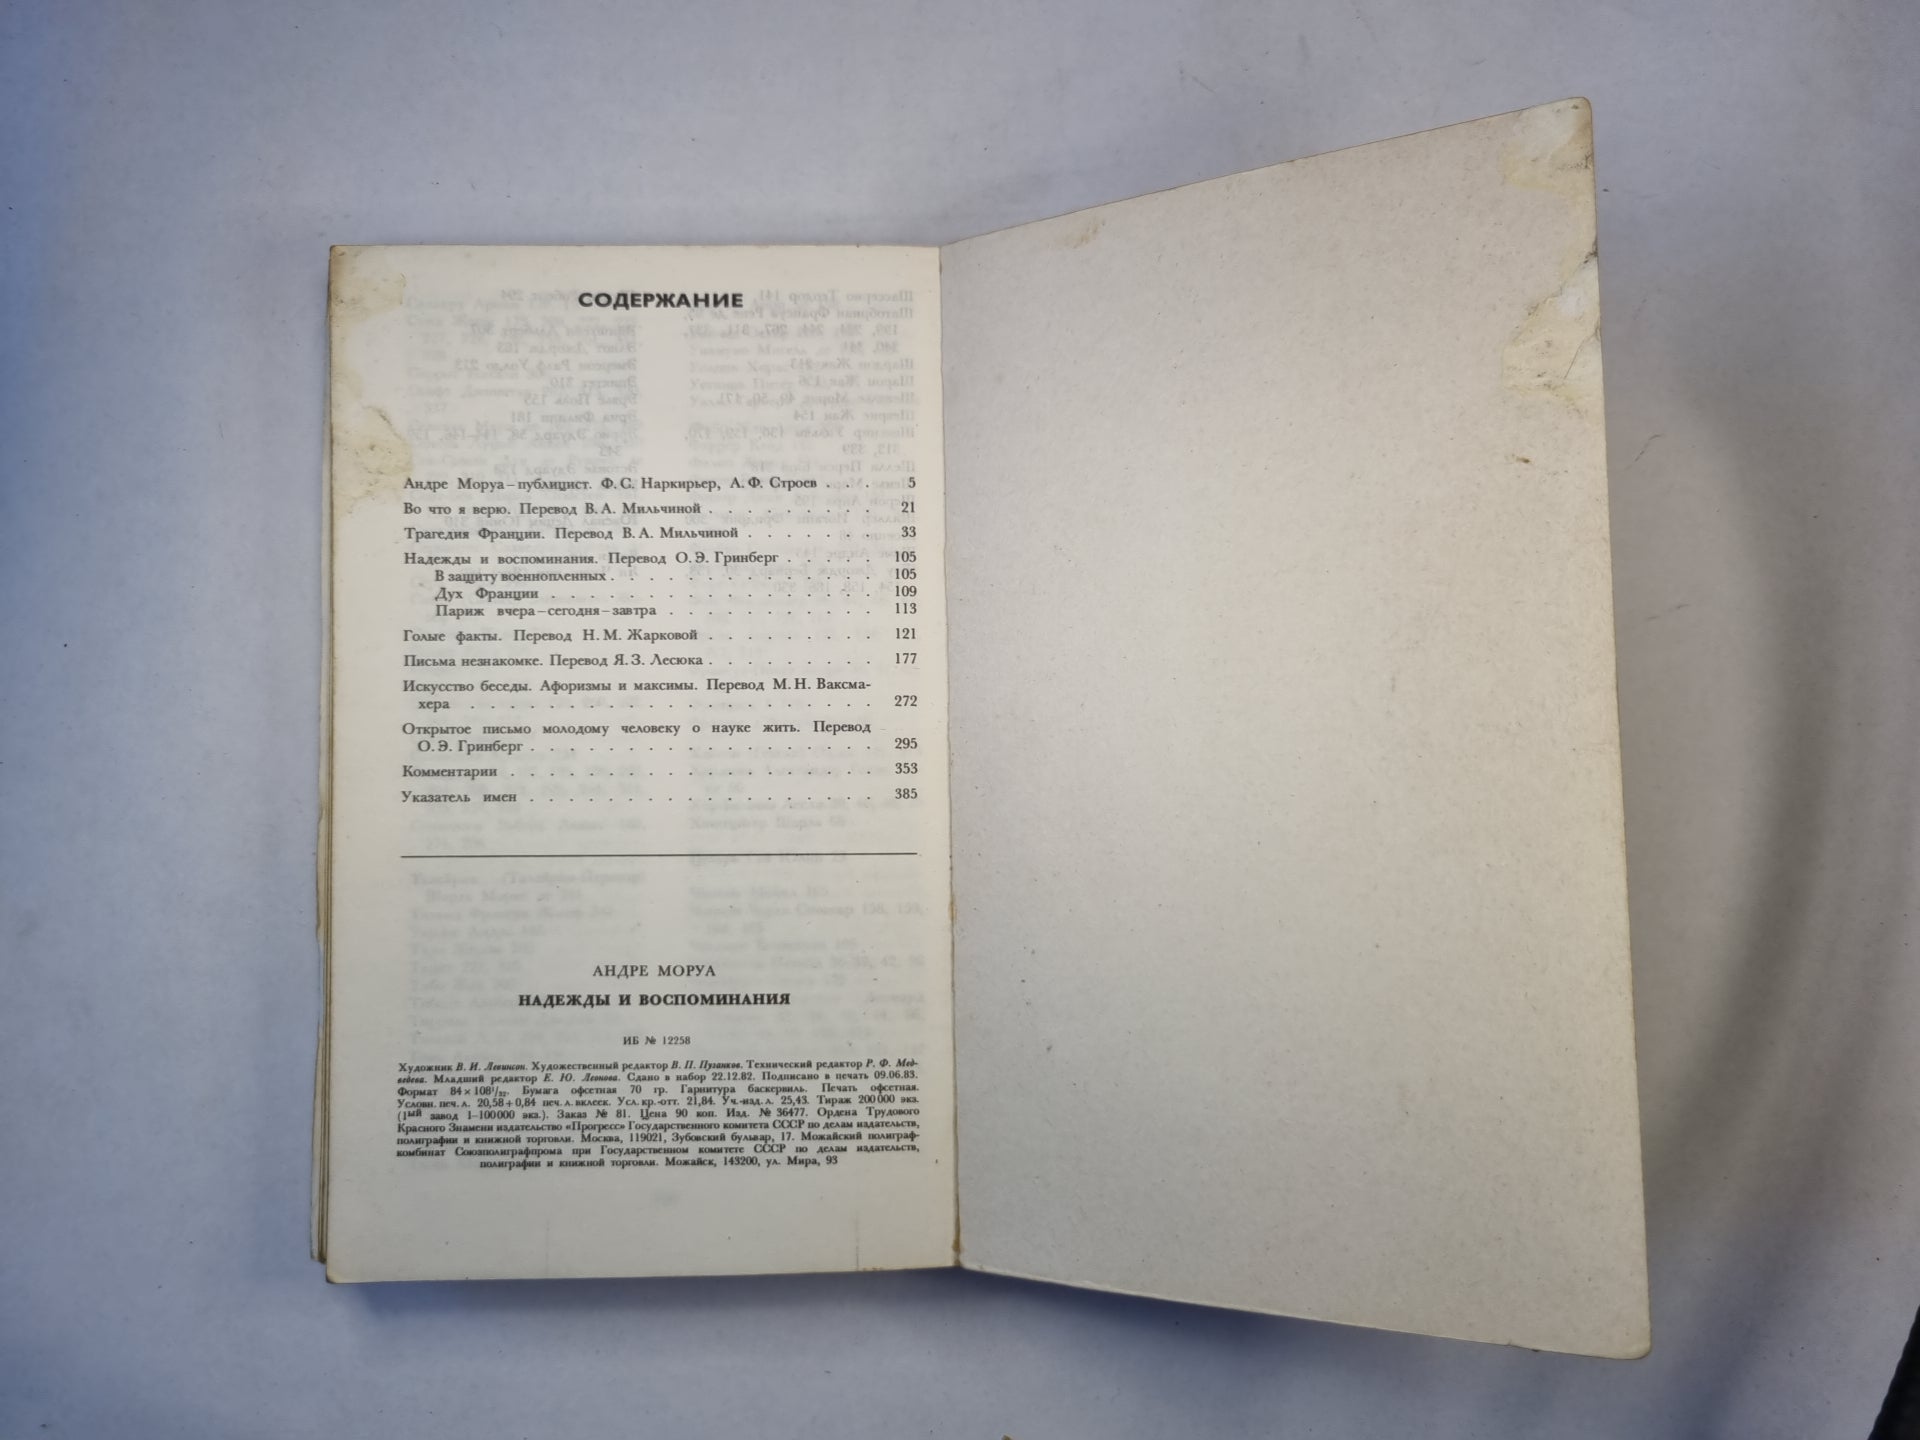 СОДЕРЖАНИЕ
Андре Моруа – публицист. Ф. С. Наркирьер, А. Ф. Строев . . . 5
Во что я верю. Перевод В. А. Мильчиной . . . . . . . . . 21
Трагедия Франции. Перевод В. А. Мильчиной . . . . . . . 33
Надежды и воспоминания. Перевод О. Э. Гринберг . . . . . 105
В защиту военнопленных . . . . . . . . . . . . . 105
Дух Франции . . . . . . . . . . . . . . . . 109
Париж вчера – сегодня – завтра . . . . . . . . . . 113
Голые факты. Перевод Н. М. Жарковой . . . . . . . . . 121
Письма незнакомке. Перевод Я. З. Лесюка . . . . . . . . . 177
Искусство беседы. Афоризмы и максимы. Перевод М. Н. Ваксма-
хера . . . . . . . . . . . . . . . . . . . . 272
Открытое письмо молодому человеку о науке жить. Перевод
О. Э. Гринберг . . . . . . . . . . . . . . . . . 295
Комментарии . . . . . . . . . . . . . . . . . . 353
Указатель имен . . . . . . . . . . . . . . . . . 385
АНДРЕ МОРУА
НАДЕЖДЫ И ВОСПОМИНАНИЯ
ИБ № 12258
Художник В. И. Левинсон. Художественный редактор В. П. Пузанков. Технический редактор Р. Ф. Мед-
ведева. Младший редактор Е. Ю. Леонова. Сдано в набор 22.12.82. Подписано в печать 09.06.83.
Формат 84×108 1/32. Бумага офсетная 70 гр. Гарнитура баскервиль. Печать офсетная.
Условн. печ. л. 20,58 + 0,84 печ. л. вклеек. Усл. кр.-отт. 21,84. Уч.-изд. л. 25,43. Тираж 200 000 экз.
(1ый завод 1–100 000 экз.). Заказ № 81. Цена 90 коп. Изд. № 36477. Ордена Трудового
Красного Знамени издательство «Прогресс» Государственного комитета СССР по делам издательств,
полиграфии и книжной торговли. Москва, 119021, Зубовский бульвар, 17. Можайский полиграф-
комбинат Союзполиграфпрома при Государственном комитете СССР по делам издательств,
полиграфии и книжной торговли. Можайск, 143200, ул. Мира, 93